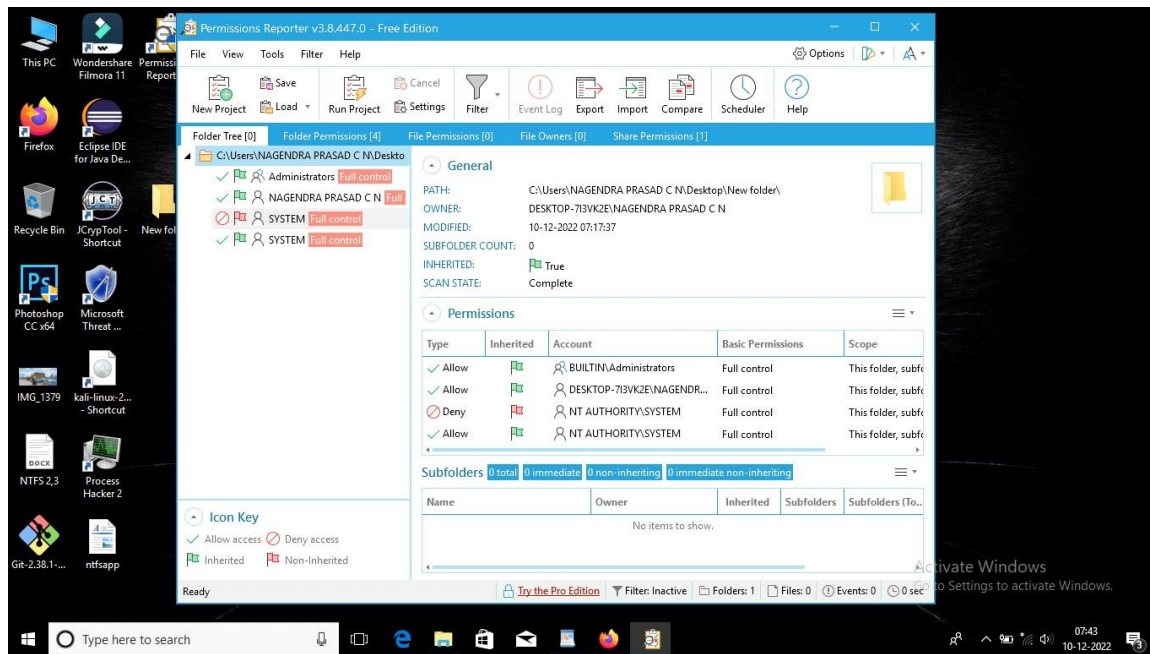 Permissions Reporter v3.8.447.0 - Free Edition
File View Tools Filter Help
Options
New Project
Save
Load
Run Project
Cancel
Settings
Filter
Event Log
Export
Import
Compare
Scheduler
Help
Folder Tree [0] Folder Permissions [4] File Permissions [0] File Owners [0] Share Permissions [1]
C:\Users\NAGENDRA PRASAD C N\Deskto
Administrators Full control
NAGENDRA PRASAD C N Full
SYSTEM Full control
SYSTEM Full control
Icon Key
Allow access Deny access
Inherited Non-Inherited
General
PATH: C:\Users\NAGENDRA PRASAD C N\Desktop\New folder\
OWNER: DESKTOP-7I3VK2E\NAGENDRA PRASAD C N
MODIFIED: 10-12-2022 07:17:37
SUBFOLDER COUNT: 0
INHERITED: True
SCAN STATE: Complete
Permissions
Type Inherited Account Basic Permissions Scope
Allow BUILTIN\Administrators Full control This folder, subfo
Allow DESKTOP-7I3VK2E\NAGENDR... Full control This folder, subfo
Deny NT AUTHORITY\SYSTEM Full control This folder, subfo
Allow NT AUTHORITY\SYSTEM Full control This folder, subfo
Subfolders 0 total 0 immediate 0 non-inheriting 0 immediate non-inheriting
Name Owner Inherited Subfolders Subfolders (To...
No items to show.
Ready
Try the Pro Edition Filter: Inactive Folders: 1 Files: 0 Events: 0 0 sec
This PC
Wondershare
Filmora 11
Permissi
Report
Firefox
Eclipse IDE
for Java De...
Recycle Bin
JCT
JCrypTool -
Shortcut
New fol
Ps
Photoshop
CC x64
Microsoft
Threat ...
IMG_1379
kali-linux-2...
- Shortcut
DOCX
NTFS 2,3
Process
Hacker 2
Git-2.38.1-...
ntfsapp
Activate Windows
Go to Settings to activate Windows.
Type here to search
07:43
10-12-2022
3